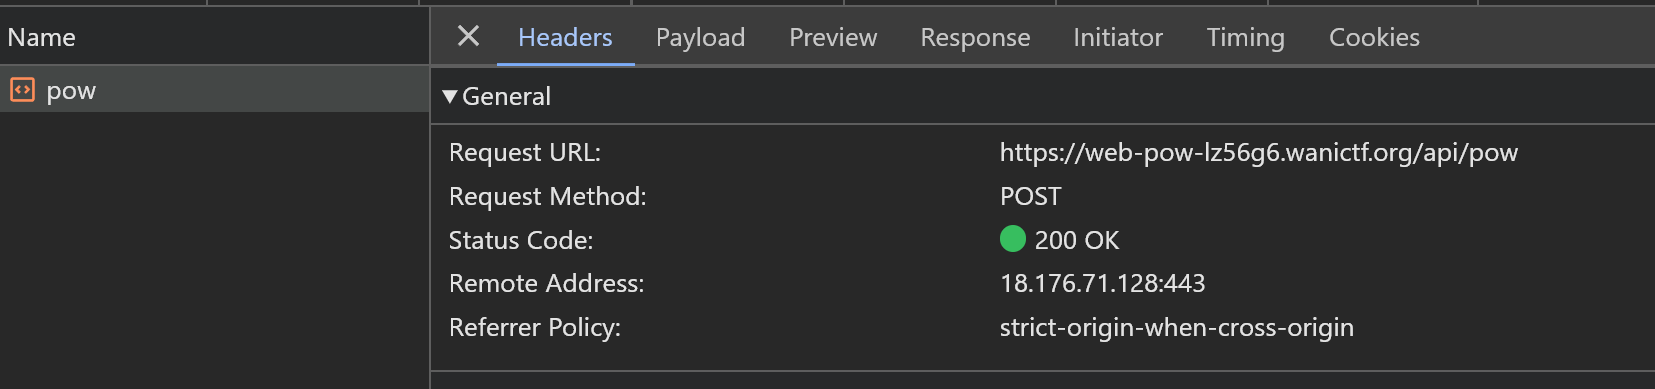 Name
Headers Payload Preview Response Initiator Timing Cookies
pow
General
Request URL: https://web-pow-lz56g6.wanictf.org/api/pow
Request Method: POST
Status Code: 200 OK
Remote Address: 18.176.71.128:443
Referrer Policy: strict-origin-when-cross-origin